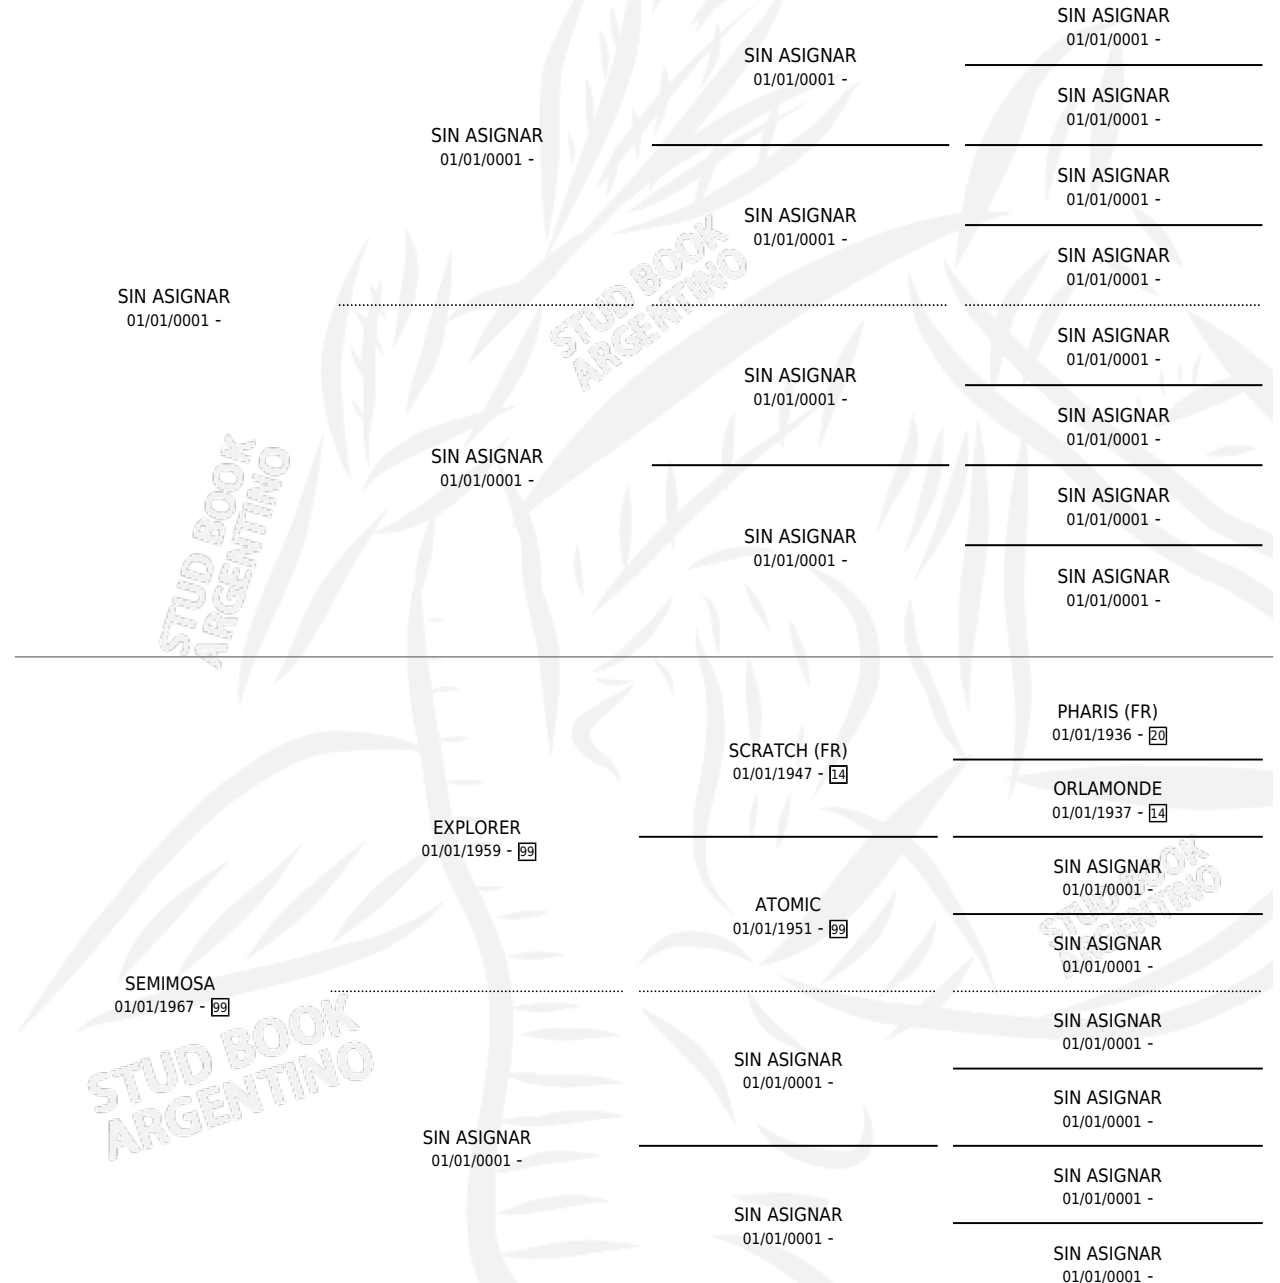 SIN ASIGNAR
01/01/0001 -
SIN ASIGNAR
01/01/0001 -
SIN ASIGNAR
01/01/0001 -
SIN ASIGNAR
01/01/0001 -
SIN ASIGNAR
01/01/0001 -
SIN ASIGNAR
01/01/0001 -
SIN ASIGNAR
01/01/0001 -
STUD BOOK
ARGENTINO
SIN ASIGNAR
01/01/0001 -
SIN ASIGNAR
01/01/0001 -
SIN ASIGNAR
01/01/0001 -
SIN ASIGNAR
01/01/0001 -
SIN ASIGNAR
01/01/0001 -
STUD BOOK
ARGENTINO
SIN ASIGNAR
01/01/0001 -
SIN ASIGNAR
01/01/0001 -
SIN ASIGNAR
01/01/0001 -
SIN ASIGNAR
01/01/0001 -
PHARIS (FR)
01/01/1936 - 20
SCRATCH (FR)
01/01/1947 - 14
ORLAMONDE
01/01/1937 - 14
EXPLORER
01/01/1959 - 99
SIN ASIGNAR
01/01/0001 -
ATOMIC
01/01/1951 - 99
STUD BOOK
ARGENTINO
SIN ASIGNAR
01/01/0001 -
SEMIMOSA
01/01/1967 - 99
STUD BOOK
ARGENTINO
SIN ASIGNAR
01/01/0001 -
SIN ASIGNAR
01/01/0001 -
SIN ASIGNAR
01/01/0001 -
SIN ASIGNAR
01/01/0001 -
SIN ASIGNAR
01/01/0001 -
SIN ASIGNAR
01/01/0001 -
SIN ASIGNAR
01/01/0001 -